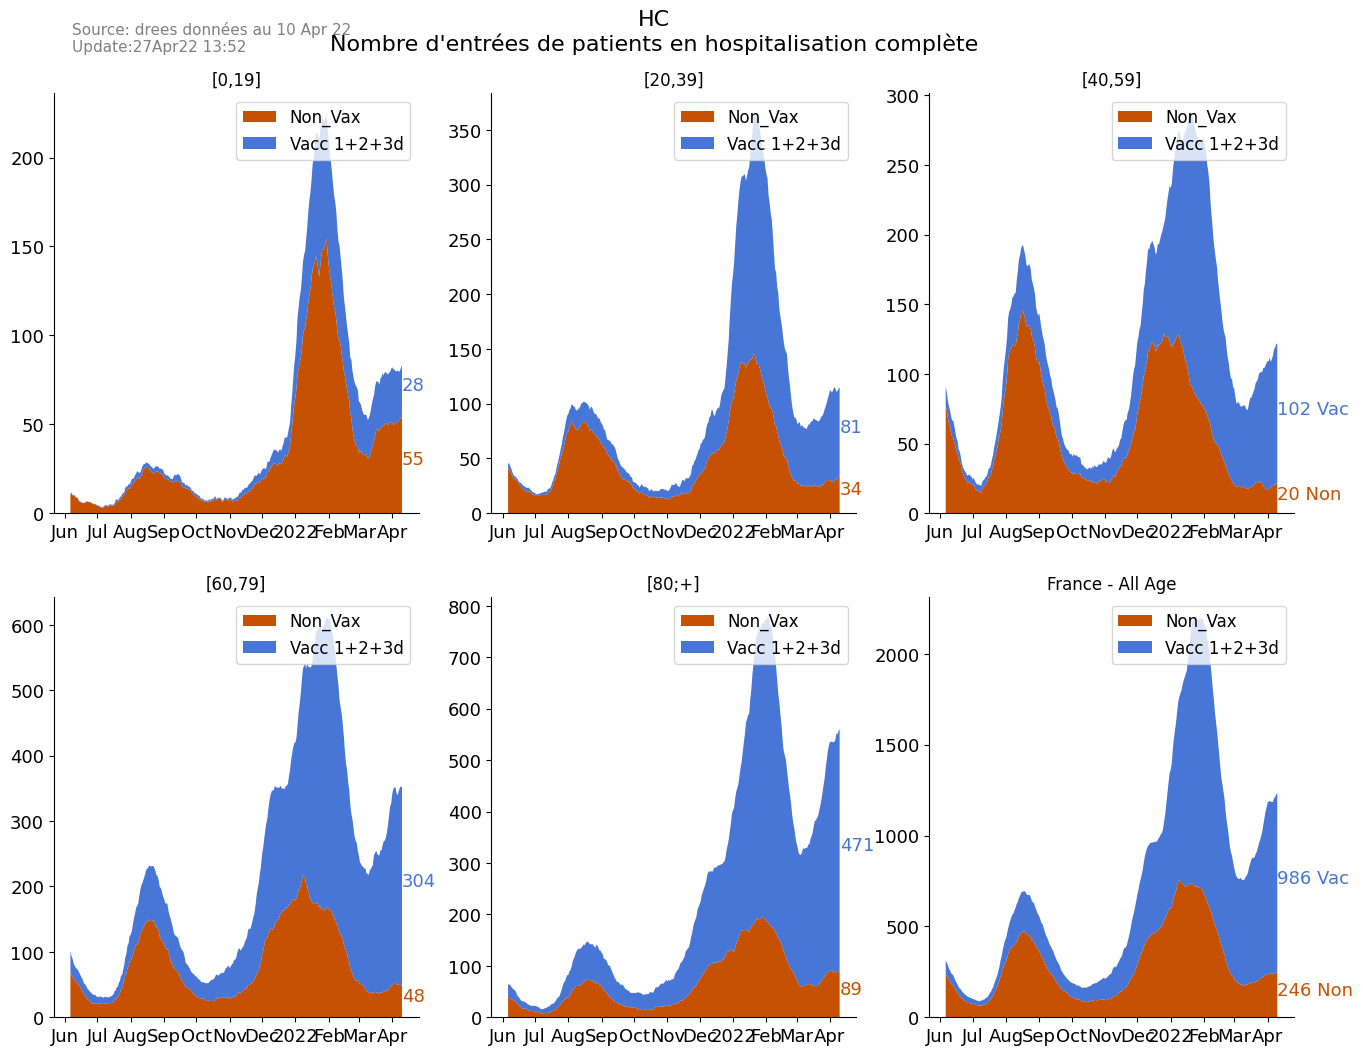 HC
Source: drees données au 10 Apr 22
Nombre d'entrées de patients en hospitalisation complète
Update:27Apr22 13:52
[0,19]
Non_Vax
Vacc 1+2+3d
200
150
100
50
0
28
55
Jun Jul Aug Sep Oct Nov Dec 2022 Feb Mar Apr
[20,39]
Non_Vax
Vacc 1+2+3d
350
300
250
200
150
100
50
0
81
34
Jun Jul Aug Sep Oct Nov Dec 2022 Feb Mar Apr
[40,59]
Non_Vax
Vacc 1+2+3d
300
250
200
150
100
50
0
102 Vac
20 Non
Jun Jul Aug Sep Oct Nov Dec 2022 Feb Mar Apr
[60,79]
Non_Vax
Vacc 1+2+3d
600
500
400
300
200
100
0
304
48
Jun Jul Aug Sep Oct Nov Dec 2022 Feb Mar Apr
[80;+]
Non_Vax
Vacc 1+2+3d
800
700
600
500
400
300
200
100
0
471
89
Jun Jul Aug Sep Oct Nov Dec 2022 Feb Mar Apr
France - All Age
Non_Vax
Vacc 1+2+3d
2000
1500
1000
500
0
986 Vac
246 Non
Jun Jul Aug Sep Oct Nov Dec 2022 Feb Mar Apr